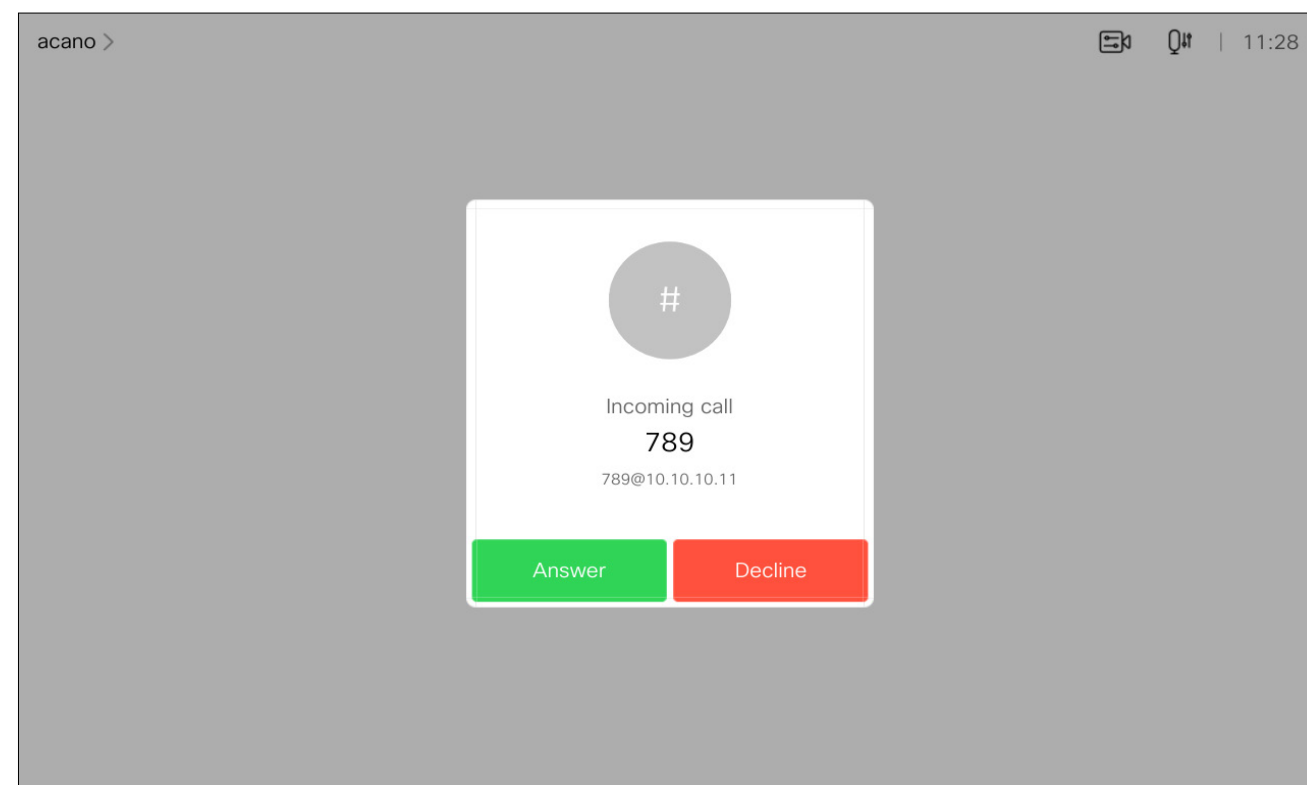 acano >
11:28
#
Incoming call
789
789@10.10.10.11
Answer
Decline